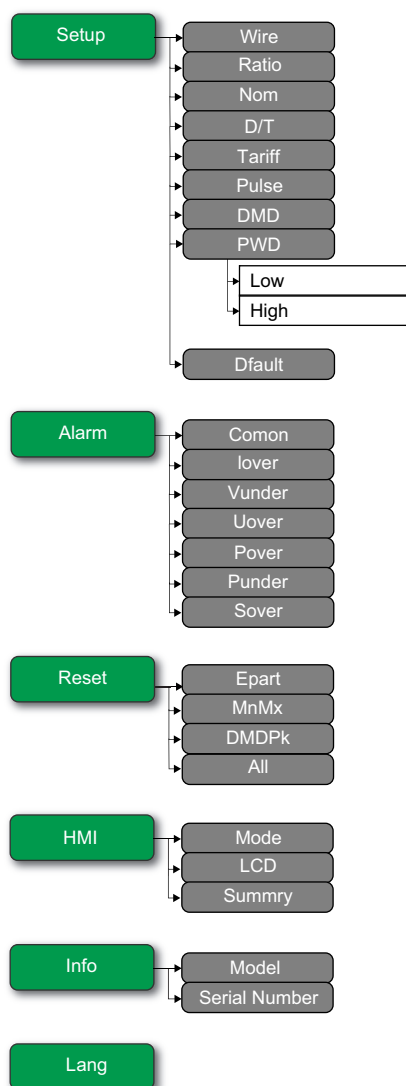 Setup
Wire
Ratio
Nom
D/T
Tariff
Pulse
DMD
PWD
Low
High
Dfault
Alarm
Comon
Iover
Vunder
Uover
Pover
Punder
Sover
Reset
Epart
MnMx
DMDPk
All
HMI
Mode
LCD
Summry
Info
Model
Serial Number
Lang